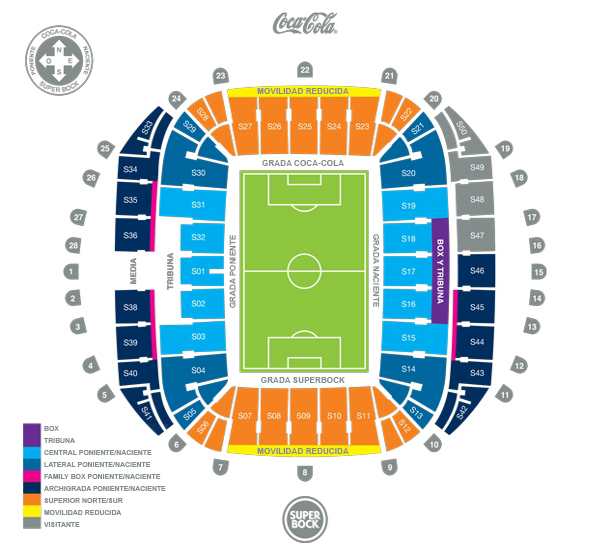 Coca-Cola
COCA-COLA
PONIENTE
NACIENTE
SUPER BOCK
N
O E
S
22
23
21
24
20
25
19
26
18
27
17
28
16
1
15
2
14
3
13
4
12
5
11
6
10
7
9
8
MOVILIDAD REDUCIDA
S28
S27
S26
S25
S24
S23
S22
S29
S21
S33
S50
GRADA COCA-COLA
S34
S30
S20
S49
S35
S31
S19
S48
S36
S32
S18
S47
S01
S17
S46
S02
S16
S38
S45
S39
S03
S15
S44
S40
S04
S14
S43
S41
S05
S13
S42
MEDIA
TRIBUNA
GRADA PONIENTE
GRADA NACIENTE
BOX Y TRIBUNA
GRADA SUPERBOCK
S06
S07
S08
S09
S10
S11
S12
MOVILIDAD REDUCIDA
BOX
TRIBUNA
CENTRAL PONIENTE/NACIENTE
LATERAL PONIENTE/NACIENTE
FAMILY BOX PONIENTE/NACIENTE
ARCHIGRADA PONIENTE/NACIENTE
SUPERIOR NORTE/SUR
MOVILIDAD REDUCIDA
VISITANTE
SUPER
BOCK